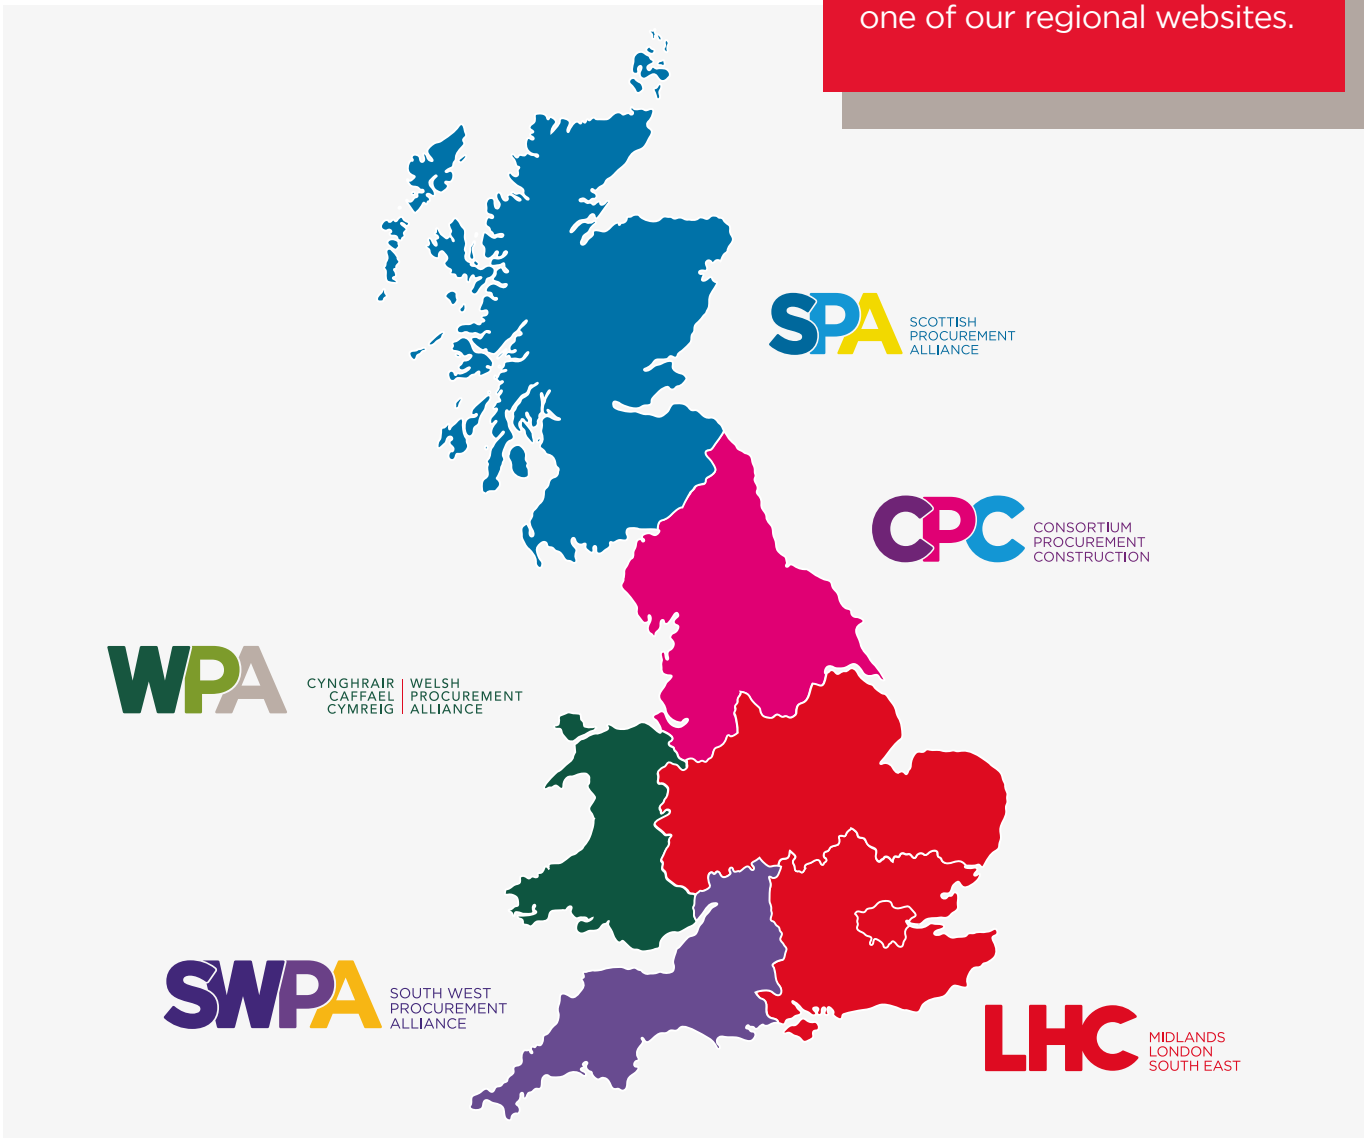 one of our regional websites.
SPA
SCOTTISH
PROCUREMENT
ALLIANCE
CPC
CONSORTIUM
PROCUREMENT
CONSTRUCTION
WPA
CYNGHRAIR
CAFFAEL
CYMREIG
WELSH
PROCUREMENT
ALLIANCE
SWPA
SOUTH WEST
PROCUREMENT
ALLIANCE
LHC
MIDLANDS
LONDON
SOUTH EAST